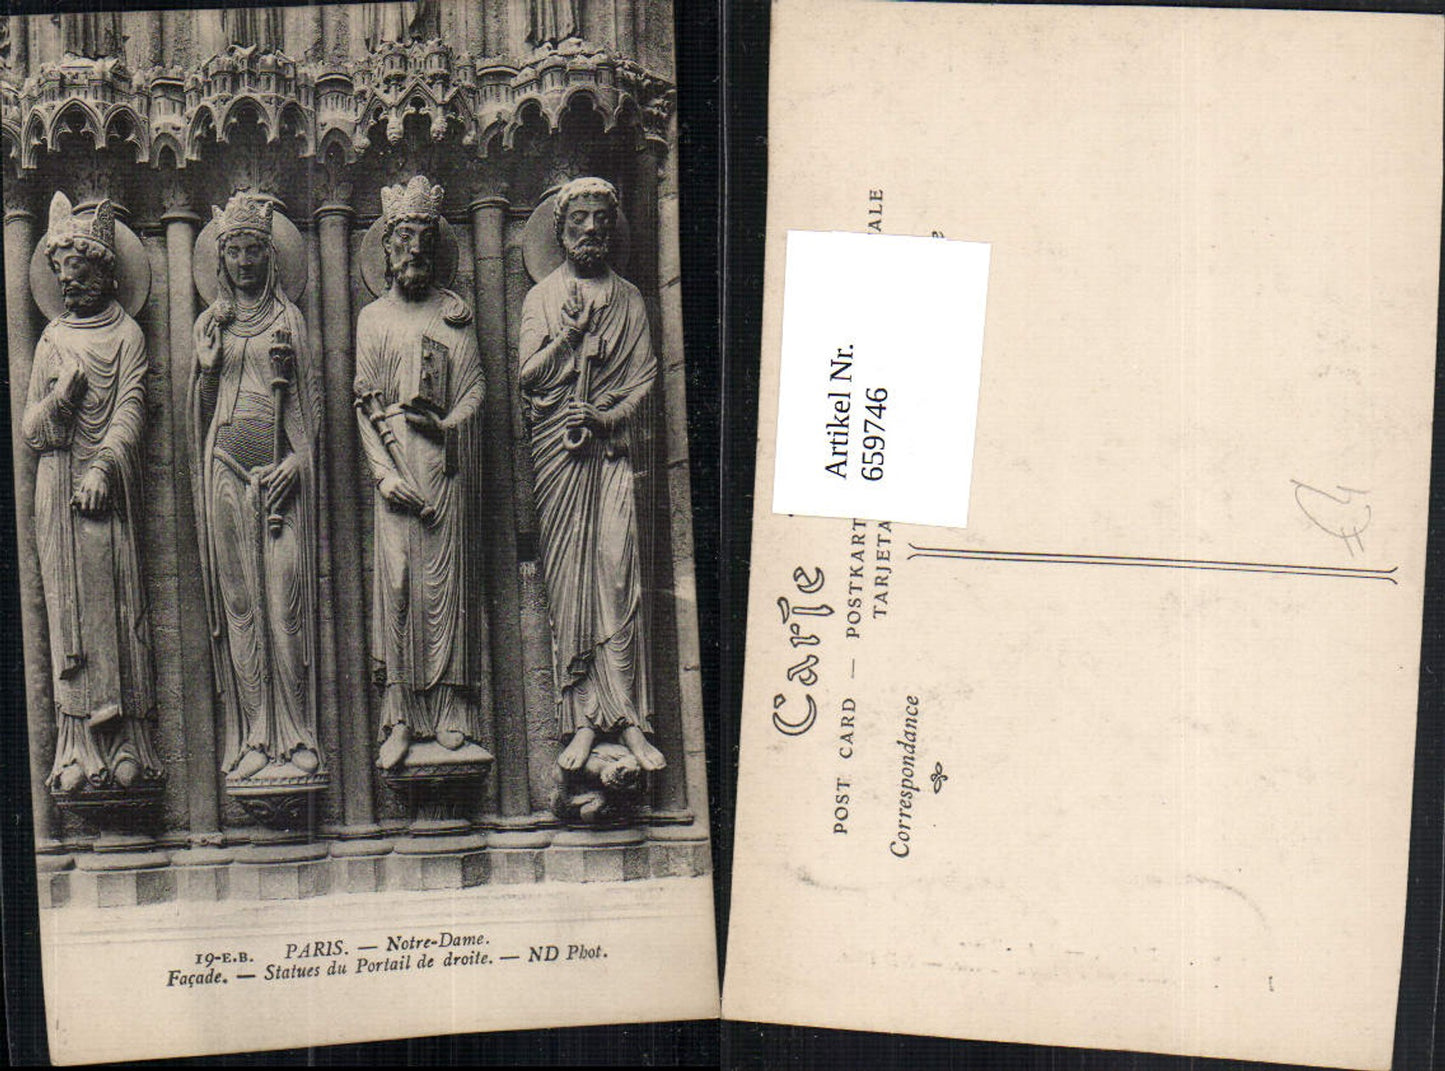 19-E.B. PARIS. — Notre-Dame.
Façade. — Statues du Portail de droite. — ND Phot.
Artikel Nr.
659746
Carte
ALE
POST CARD — POSTKART
TARJETA
Correspondance